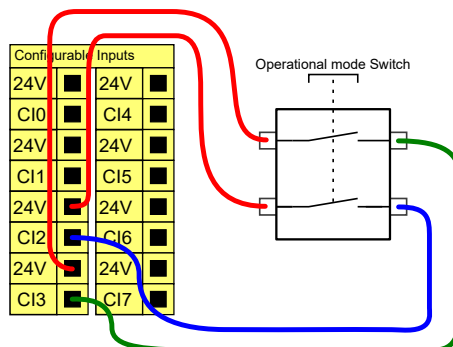 Configurable Inputs
Operational mode Switch
24V 24V
CI0 CI4
24V 24V
CI1 CI5
24V 24V
CI2 CI6
24V 24V
CI3 CI7